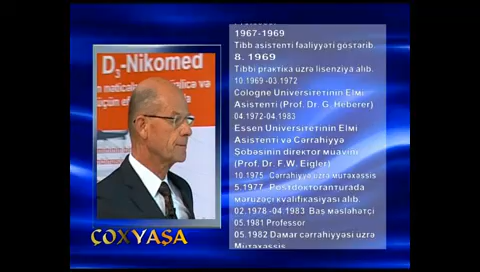 D3-Nikomed
1967-1969
Tibb asistenti fəaliyyəti göstərib.
8. 1969
Tibbi praktika üzrə lisenziya alıb.
10.1969 -03.1972
Cologne Universitetinin Elmi
Asistenti (Prof. Dr. G. Heberer)
04.1972-04.1983
Essen Universitetinin Elmi
Asistenti və Cərrahiyyə
Şöbəsinin direktor müavini
(Prof. Dr. F.W. Eigler)
10.1975 Cərrahiyyə üzrə mütəxəssis
5.1977 Postdoktoranturada
məruzəçi kvalifikasiyası alıb.
02.1978 -04 1983 Baş məsləhətçi
05.1981 Professor
05.1982 Damar cərrahiyyəsi üzrə
Mütəxəssis
ÇOXYAŞA